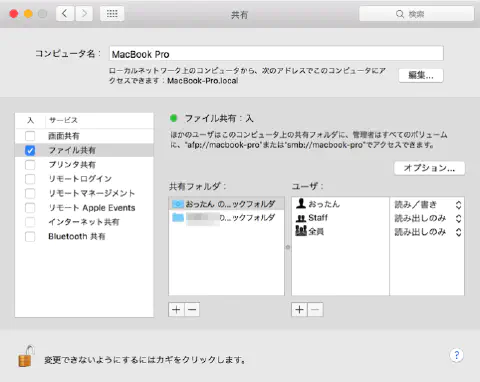 共有
検索
コンピュータ名：
MacBook Pro
ローカルネットワーク上のコンピュータから、次のアドレスでこのコンピュータにア
クセスできます：MacBook-Pro.local
編集...
入 サービス
画面共有
ファイル共有
プリンタ共有
リモートログイン
リモートマネージメント
リモート Apple Events
インターネット共有
Bluetooth 共有
ファイル共有：入
ほかのユーザはこのコンピュータ上の共有フォルダに、管理者はすべてのボリューム
に、"afp://macbook-pro"または"smb://macbook-pro"でアクセスできます。
オプション...
共有フォルダ：
おったん の...ックフォルダ
の...ックフォルダ
ユーザ：
おったん 読み／書き
Staff 読み出しのみ
全員 読み出しのみ
変更できないようにするにはカギをクリックします。
?